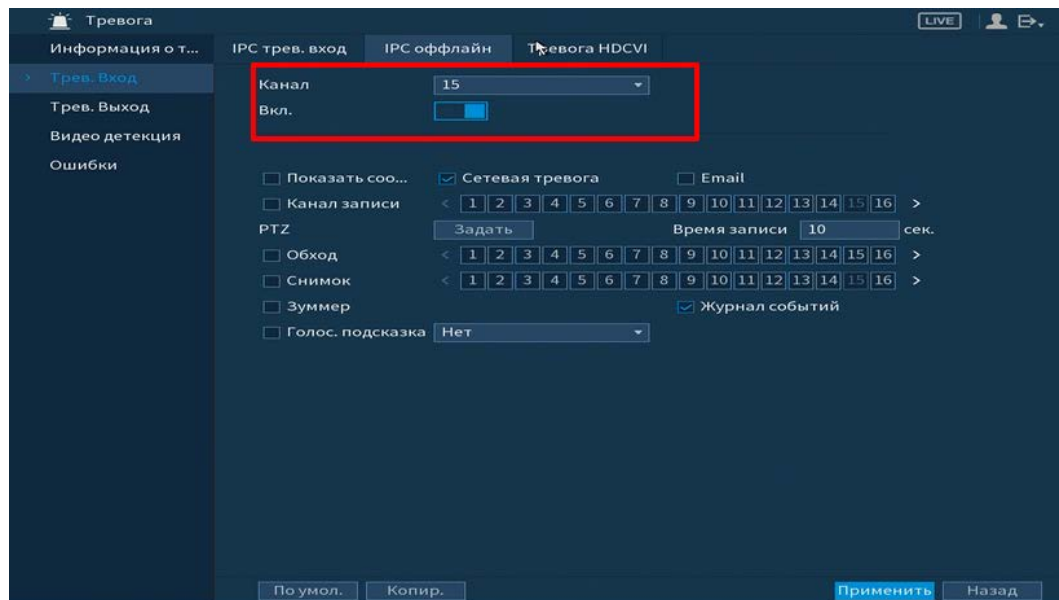 Тревога LIVE
Информация о т... IPC трев. вход IPC оффлайн Тревога HDCVI
Трев. Вход
Канал 15
Трев. Выход
Вкл.
Видео детекция
Ошибки
Показать соо... Сетевая тревога Email
Канал записи < 1 2 3 4 5 6 7 8 9 10 11 12 13 14 15 16 >
PTZ Задать Время записи 10 сек.
Обход < 1 2 3 4 5 6 7 8 9 10 11 12 13 14 15 16 >
Снимок < 1 2 3 4 5 6 7 8 9 10 11 12 13 14 15 16 >
Зуммер Журнал событий
Голос. подсказка Нет
По умол. Копир. Применить Назад